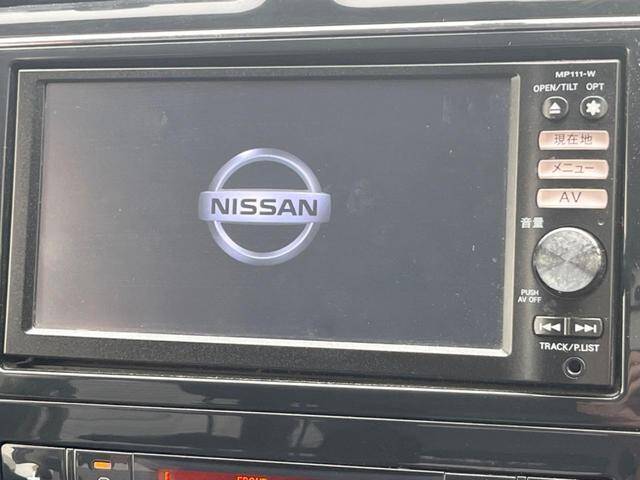 MP111-W
OPEN/TILT OPT
現在地
メニュー
AV
NISSAN
音量
PUSH
AV OFF
TRACK/P.LIST
FRONT